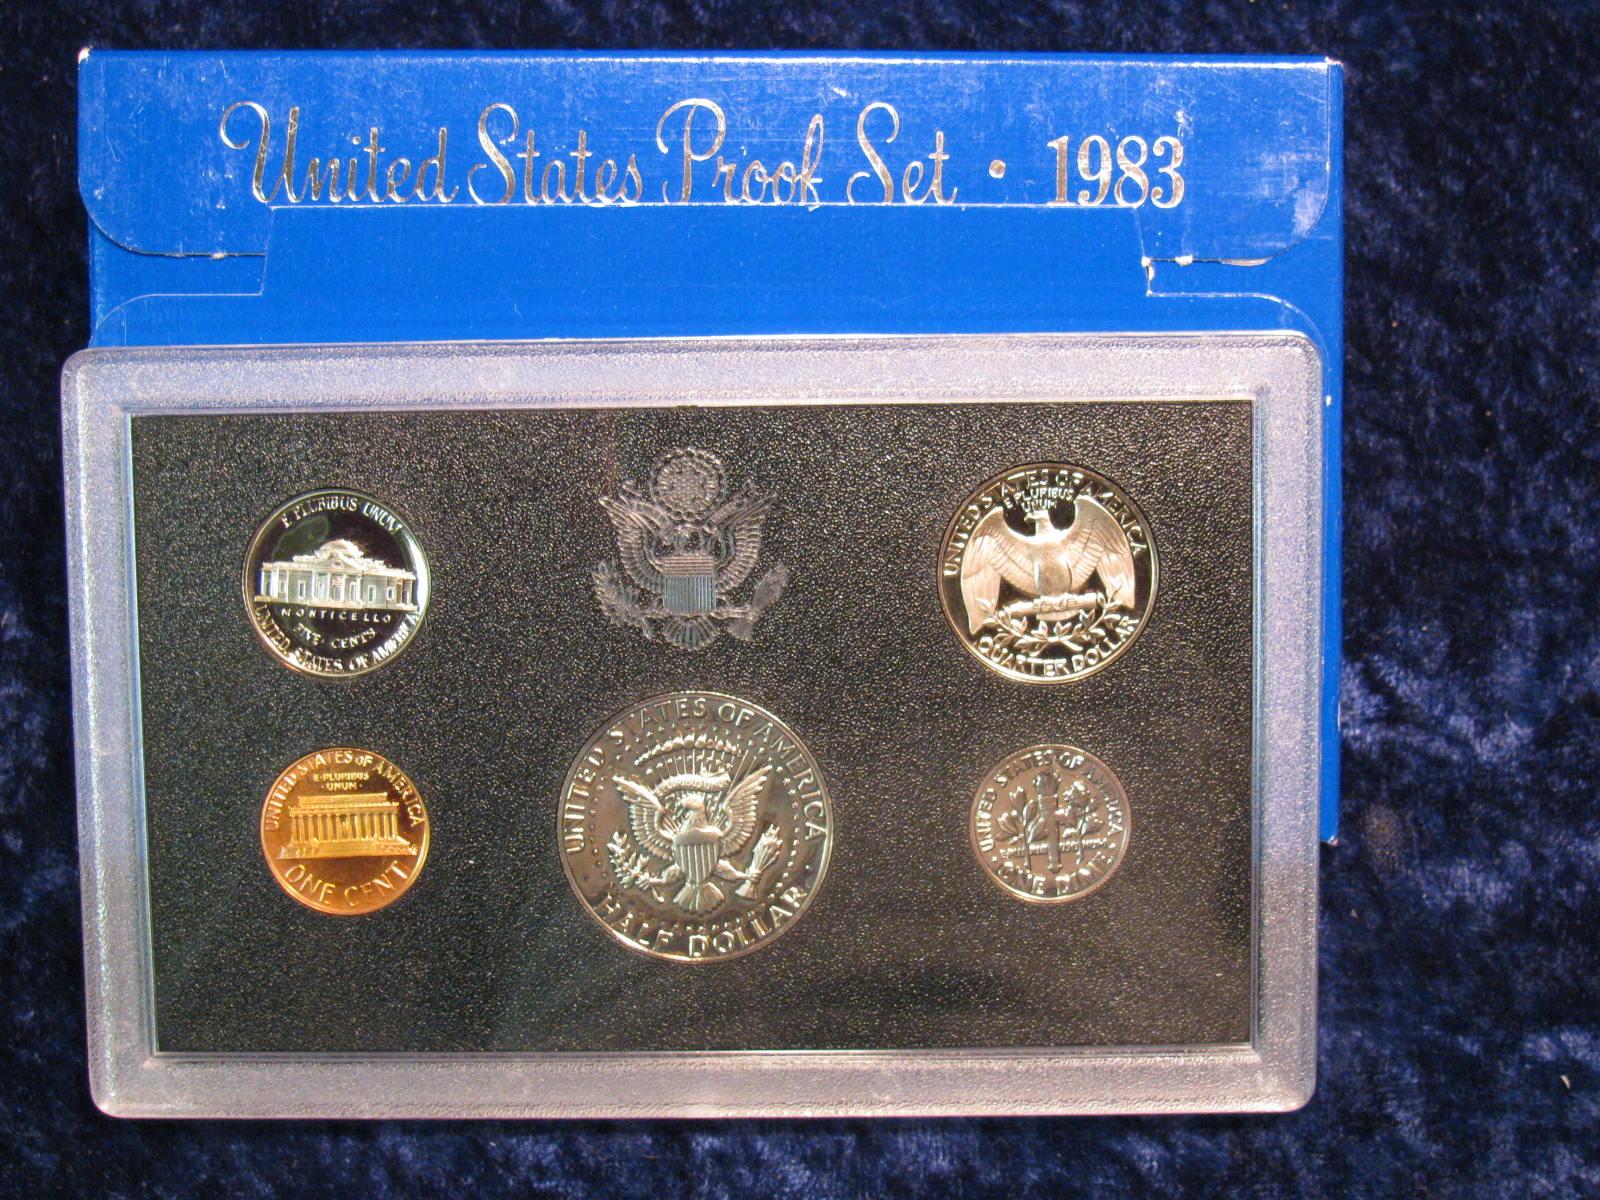 United States Proof Set • 1983
E PLURIBUS UNUM
MONTICELLO
FIVE CENTS
UNITED STATES OF AMERICA
UNITED STATES OF AMERICA
E PLURIBUS
UNUM
QUARTER DOLLAR
UNITED STATES OF AMERICA
E·PLURIBUS
·UNUM·
ONE CENT
UNITED STATES OF AMERICA
HALF DOLLAR
UNITED STATES OF AMERICA
ONE DIME